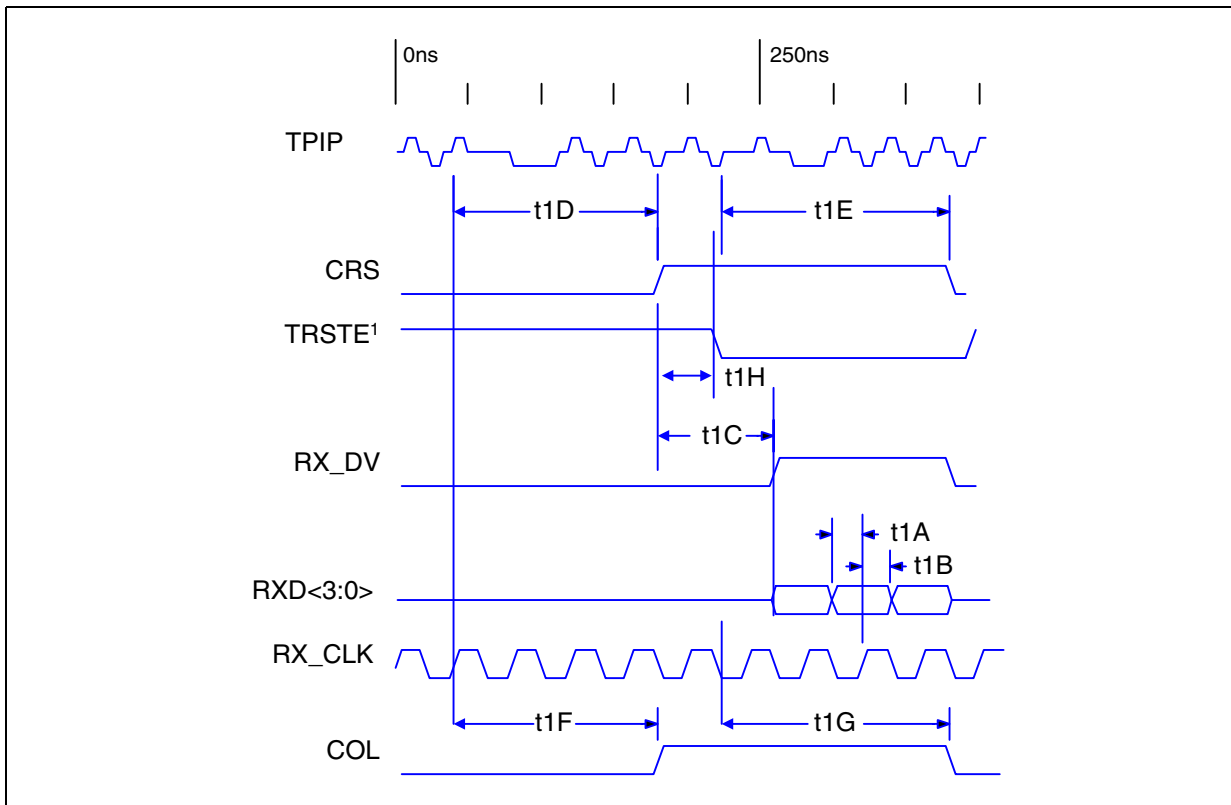 0ns 250ns
TPIP
t1D t1E
CRS
TRSTE¹
t1H
t1C
RX_DV
t1A
t1B
RXD<3:0>
RX_CLK
t1F t1G
COL